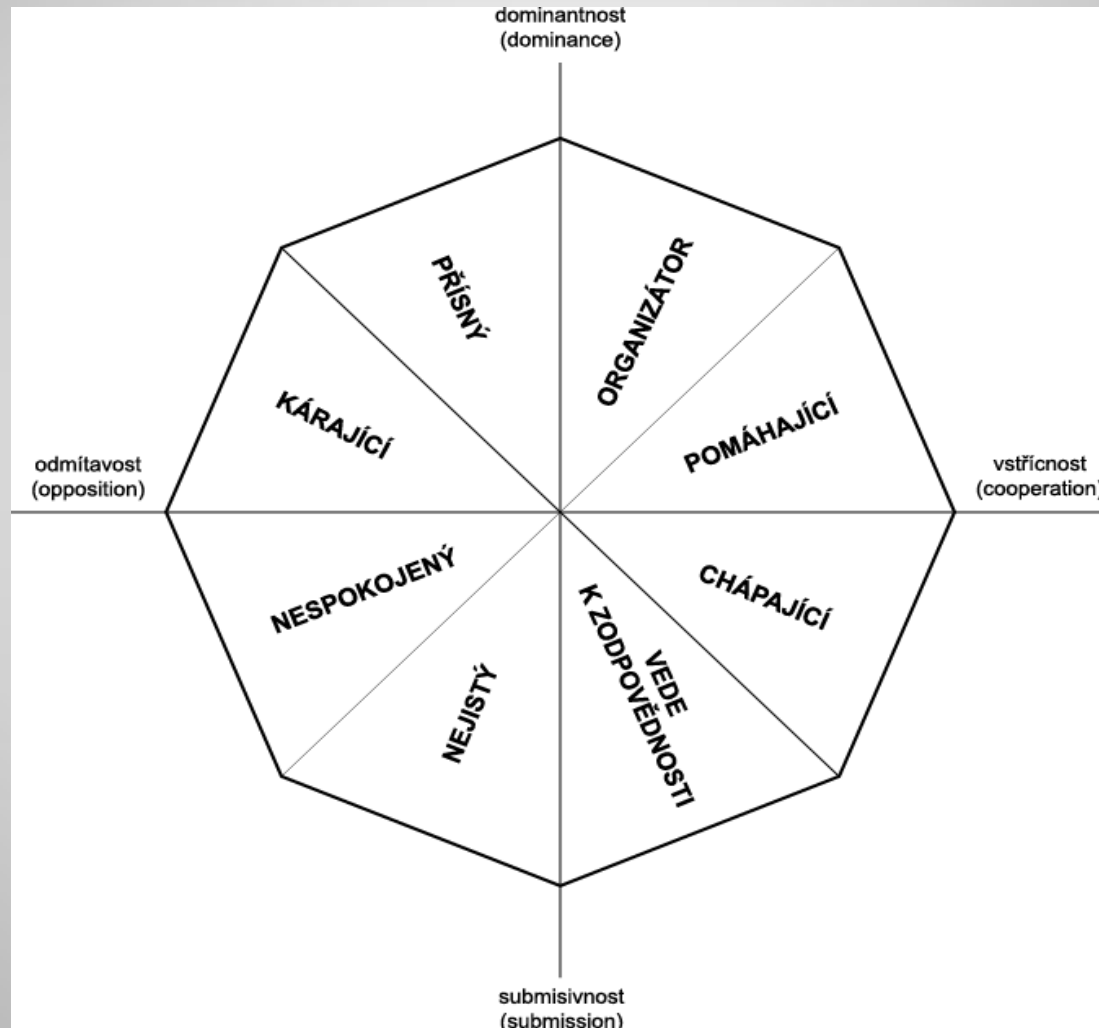 dominantnost
(dominance)
PŘÍSNÝ
ORGANIZÁTOR
KÁRAJÍCÍ
POMÁHAJÍCÍ
odmítavost
(opposition)
vstřícnost
(cooperation)
NESPOKOJENÝ
CHÁPAJÍCÍ
NEJISTÝ
VEDE
K ZODPOVĚDNOSTI
submisivnost
(submission)